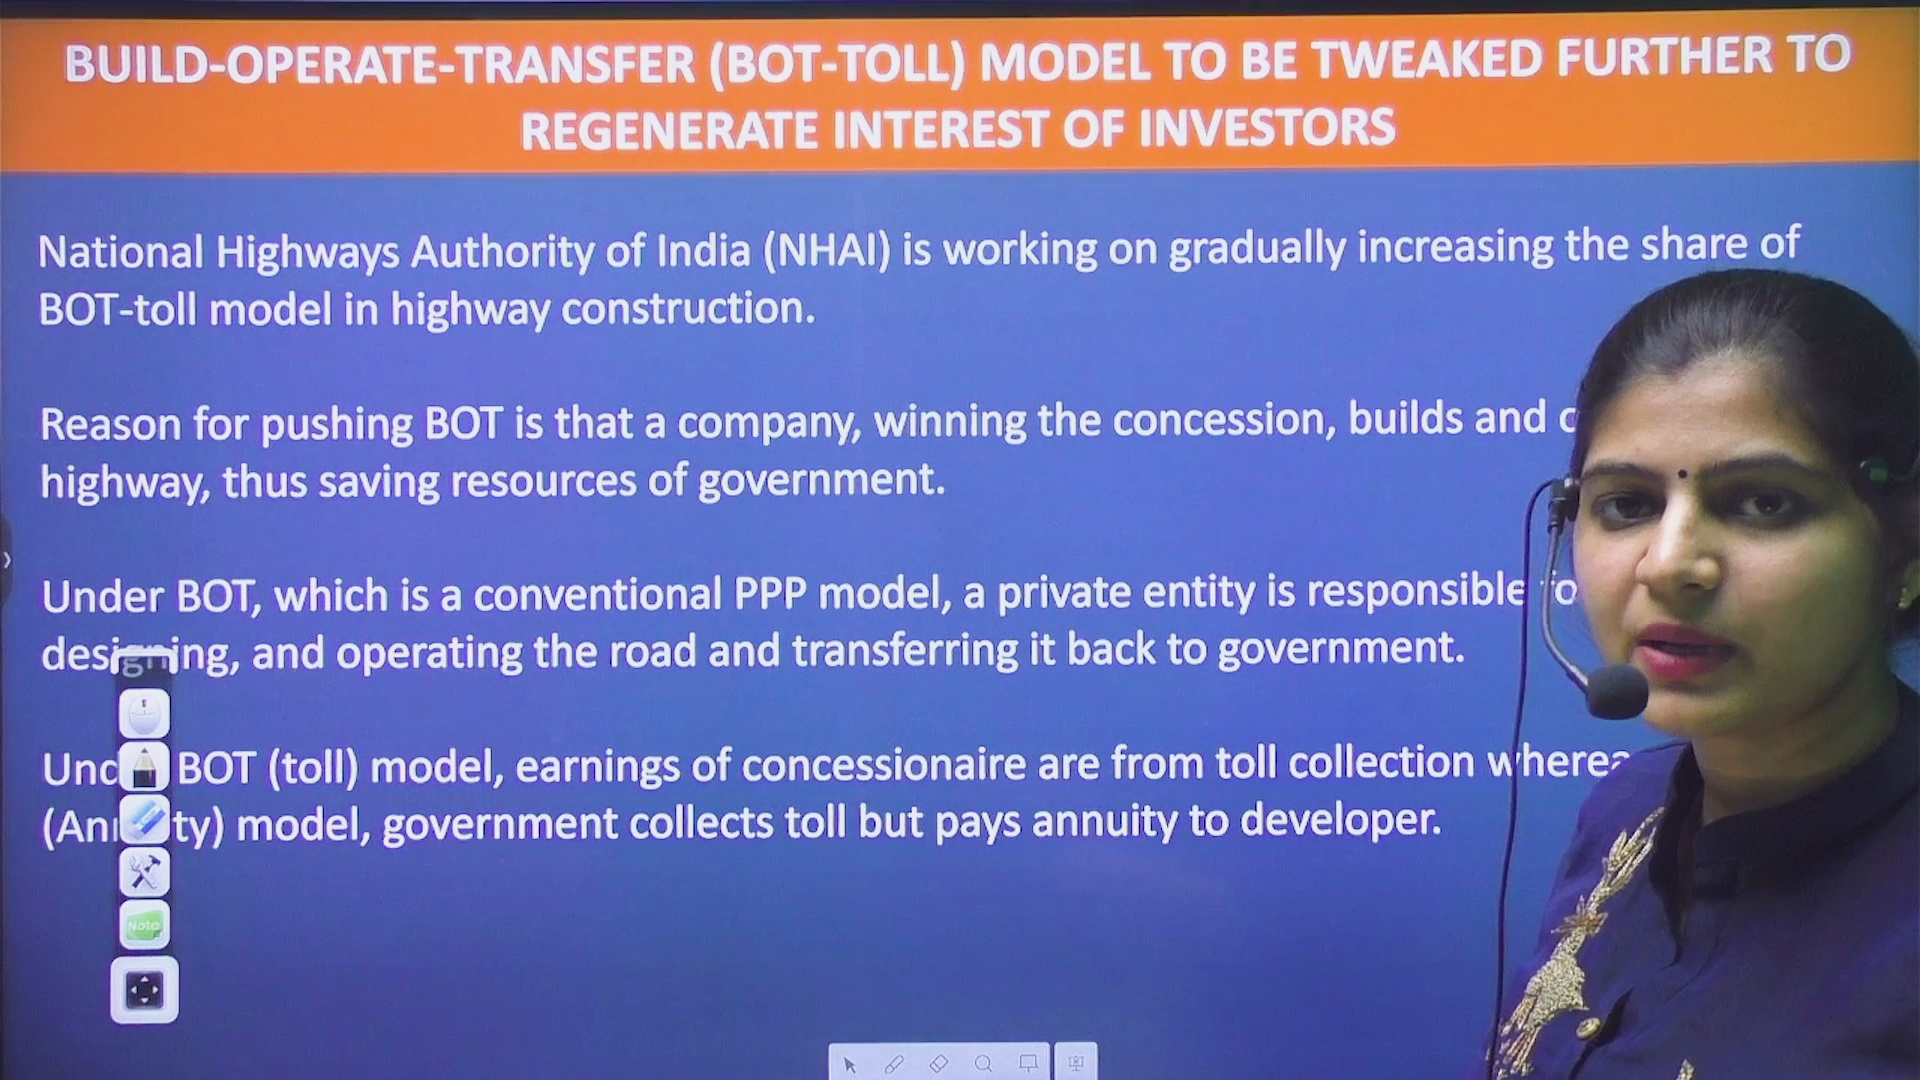 BUILD-OPERATE-TRANSFER (BOT-TOLL) MODEL TO BE TWEAKED FURTHER TO
REGENERATE INTEREST OF INVESTORS
National Highways Authority of India (NHAI) is working on gradually increasing the share of
BOT-toll model in highway construction.
Reason for pushing BOT is that a company, winning the concession, builds and
highway, thus saving resources of government.
Under BOT, which is a conventional PPP model, a private entity is responsible
designing, and operating the road and transferring it back to government.
BOT (toll) model, earnings of concessionaire are from toll collection
model, government collects toll but pays annuity to developer.
Note